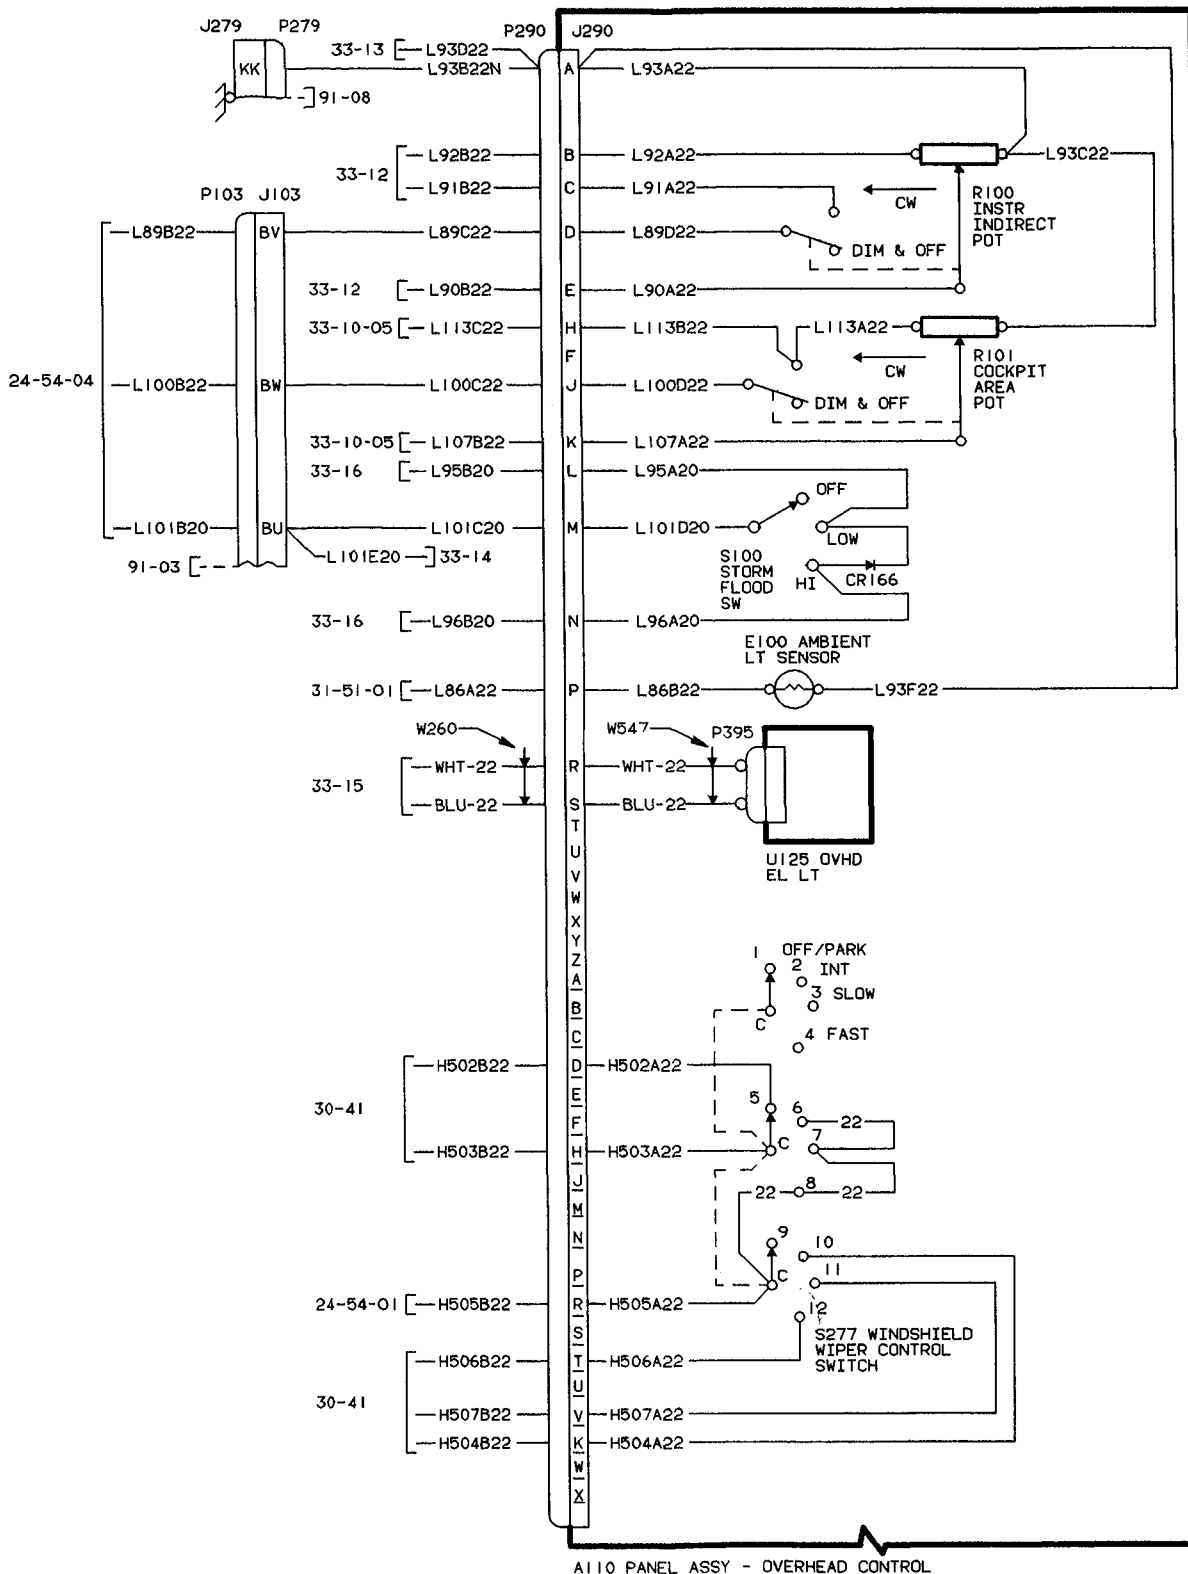 J279 P279
P290 J290
33-13 L93D22
KK L93B22N A L93A22
91-08
L92B22 B L92A22 L93C22
33-12
L91B22 C L91A22
CW
R100
INSTR
INDIRECT
POT
P103 J103
L89B22 BV L89C22 D L89D22
DIM & OFF
33-12 L90B22 E L90A22
33-10-05 L113C22 H L113B22 L113A22
F
CW
R101
COCKPIT
AREA
POT
24-54-04 L100B22 BW L100C22 J L100D22
DIM & OFF
33-10-05 L107B22 K L107A22
33-16 L95B20 L L95A20
OFF
L101B20 BU L101C20 M L101D20
LOW
L101E20 33-14
91-03
S100
STORM
FLOOD
SW
HI CR166
33-16 L96B20 N L96A20
E100 AMBIENT
LT SENSOR
31-51-01 L86A22 P L86B22 L93F22
W260 W547 P395
WHT-22 R WHT-22
33-15
BLU-22 S BLU-22
T
U
V
W
X
Y
Z
U125 OVHD
EL LT
A
B
C
1 OFF/PARK
2 INT
3 SLOW
C
4 FAST
H502B22 D H502A22
E
F
30-41
5
6 22
7
C
H503B22 H H503A22
J
M
N
P
22 8 22
9
10
C 11
12
24-54-01 H505B22 R H505A22
S
S277 WINDSHIELD
WIPER CONTROL
SWITCH
H506B22 T H506A22
U
30-41
H507B22 V H507A22
H504B22 K H504A22
W
X
A110 PANEL ASSY - OVERHEAD CONTROL